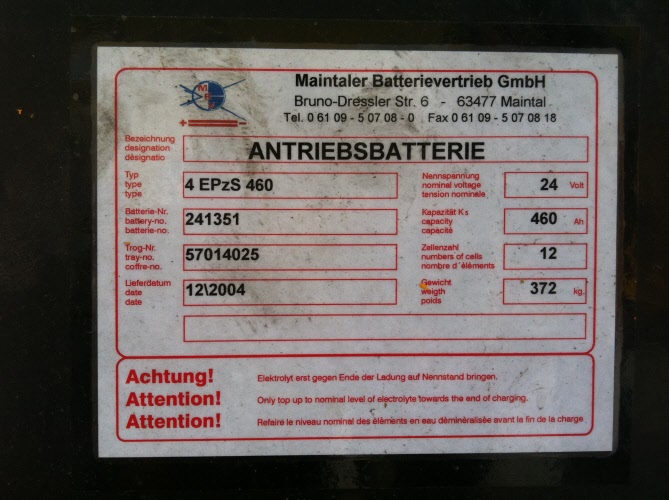 M
Maintaler Batterievertrieb GmbH
Bruno-Dressler Str. 6 - 63477 Maintal
Tel. 0 61 09 - 5 07 08 - 0 Fax 0 61 09 - 5 07 08 18
Bezeichnung
designation
désignatio
ANTRIEBSBATTERIE
Typ
type
type
4 EPzS 460
Nennspannung
nominal voltage
tension nominale
24 Volt
Batterie-Nr.
battery-no.
batterie-no.
241351
Kapazität K5
capacity
capacité
460 Ah
Trog-Nr.
tray-no.
coffre-no.
57014025
Zellenzahl
numbers of cells
nombre d´éléments
12
Lieferdatum
date
date
12\2004
Gewicht
weigth
poids
372 kg.
Achtung! Elektrolyt erst gegen Ende der Ladung auf Nennstand bringen.
Attention! Only top up to nominal level of electrolyte towards the end of charging.
Attention! Refaire le niveau nominal des éléments en eau déminéralisée avant la fin de la charge